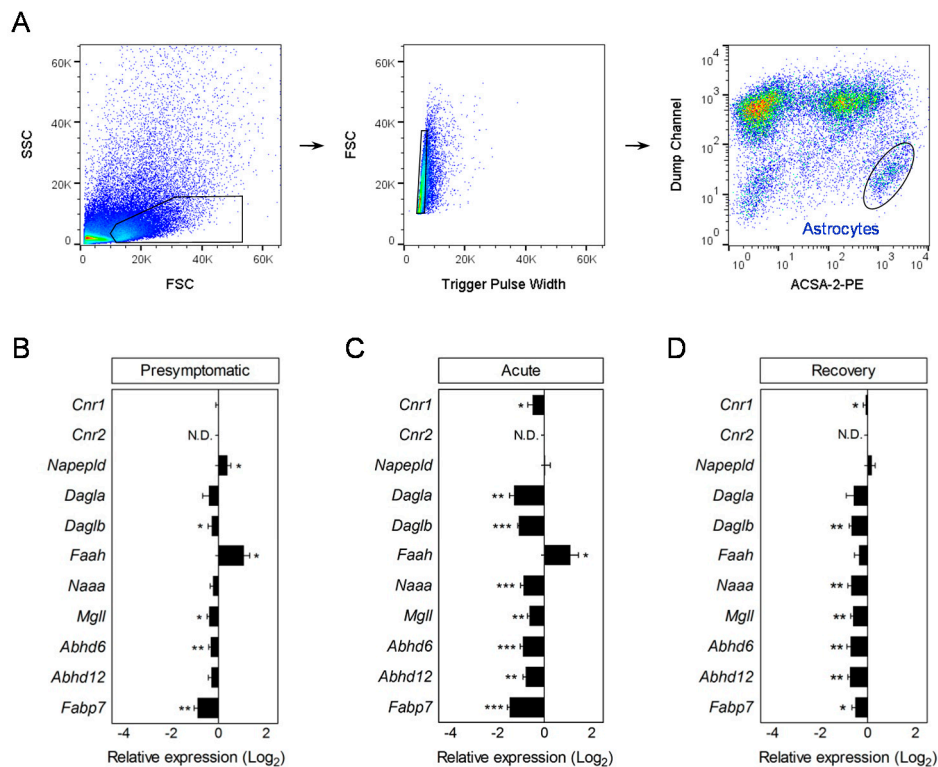 A
SSC
60K
40K
20K
0
0 20K 40K 60K
FSC
FSC
60K
40K
20K
0
0 20K 40K 60K
Trigger Pulse Width
Dump Channel
10^4
10^3
10^2
10^1
10^0
Astrocytes
10^0 10^1 10^2 10^3 10^4
ACSA-2-PE
B
Presymptomatic
Cnr1
Cnr2 N.D.
Napepld *
Dagla
Daglb *
Faah *
Naaa
Mgll *
Abhd6 **
Abhd12
Fabp7 **
-4 -2 0 2
Relative expression (Log2)
C
Acute
Cnr1 *
Cnr2 N.D.
Napepld
Dagla **
Daglb ***
Faah *
Naaa ***
Mgll **
Abhd6 ***
Abhd12 **
Fabp7 ***
-4 -2 0 2
Relative expression (Log2)
D
Recovery
Cnr1 *
Cnr2 N.D.
Napepld
Dagla
Daglb **
Faah
Naaa **
Mgll **
Abhd6 **
Abhd12 **
Fabp7 *
-4 -2 0 2
Relative expression (Log2)